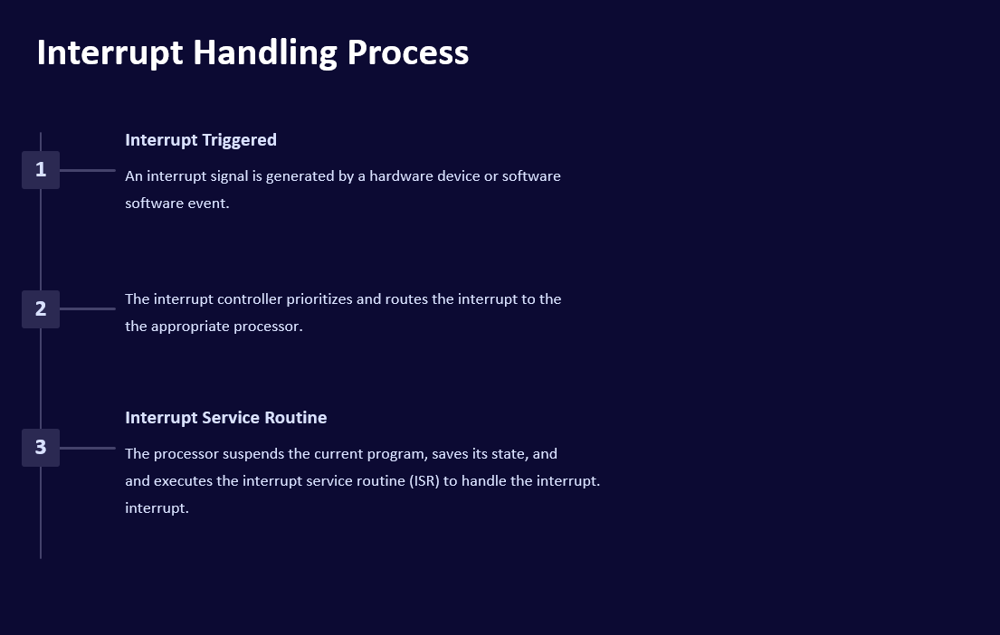 Interrupt Handling Process
1
Interrupt Triggered
An interrupt signal is generated by a hardware device or software
software event.
2
The interrupt controller prioritizes and routes the interrupt to the
the appropriate processor.
3
Interrupt Service Routine
The processor suspends the current program, saves its state, and
and executes the interrupt service routine (ISR) to handle the interrupt.
interrupt.